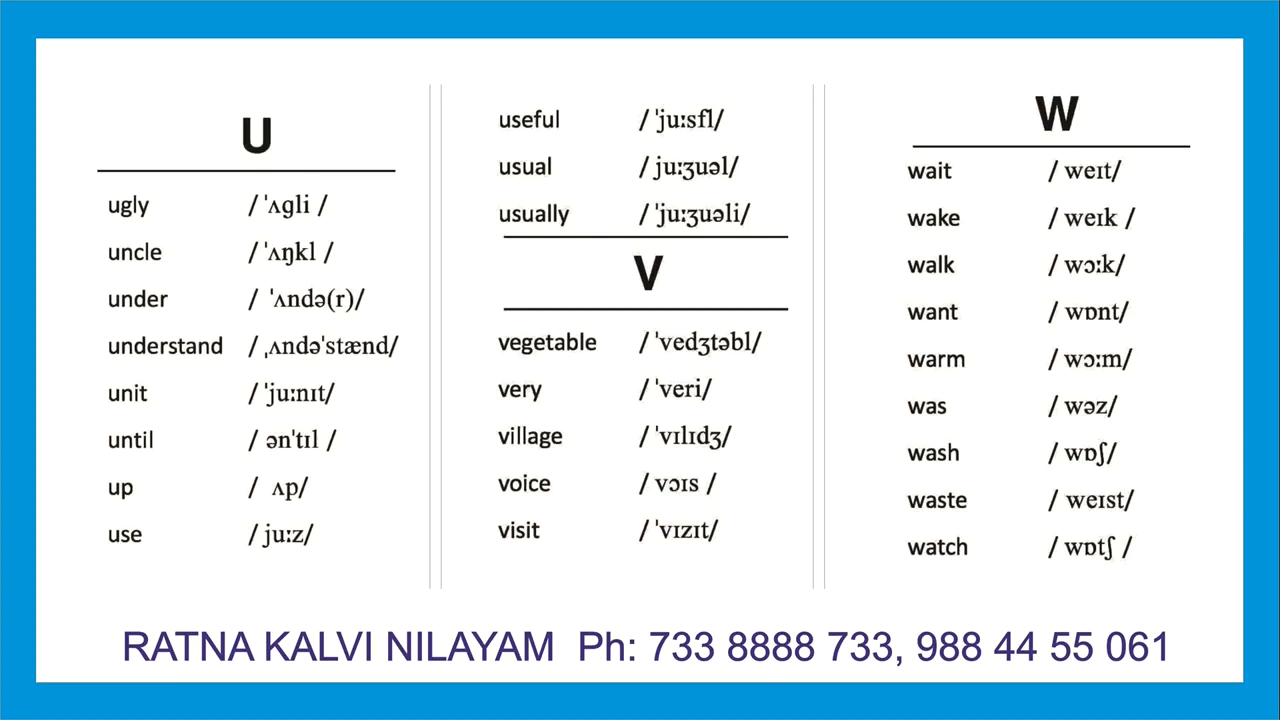 U
ugly / ˈʌɡli /
uncle / ˈʌŋkl /
under / ˈʌndə(r)/
understand / ˌʌndəˈstænd/
unit / ˈjuːnɪt/
until / ənˈtɪl /
up / ʌp/
use / juːz/
useful / ˈjuːsfl/
usual / juːʒuəl/
usually / ˈjuːʒuəli/
V
vegetable / ˈvedʒtəbl/
very / ˈveri/
village / ˈvɪlɪdʒ/
voice / vɔɪs /
visit / ˈvɪzɪt/
W
wait / weɪt/
wake / weɪk /
walk / wɔːk/
want / wɒnt/
warm / wɔːm/
was / wəz/
wash / wɒʃ/
waste / weɪst/
watch / wɒtʃ /
RATNA KALVI NILAYAM Ph: 733 8888 733, 988 44 55 061